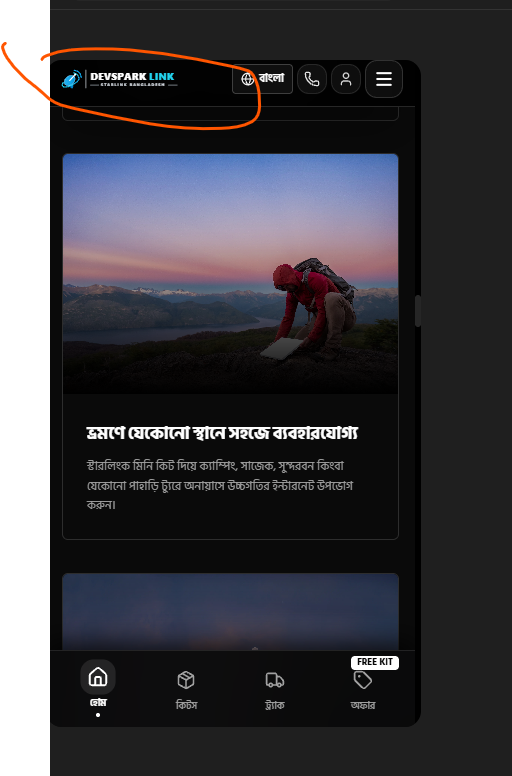 DEVSPARK LINK
STARLINK BANGLADESH
বাংলা
ভ্রমণে যেকোনো স্থানে সহজে ব্যবহারযোগ্য
স্টারলিংক মিনি কিট দিয়ে ক্যাম্পিং, সাজেক, সুন্দরবন কিংবা
যেকোনো পাহাড়ি ট্যুরে অনায়াসে উচ্চগতির ইন্টারনেট উপভোগ
করুন।
FREE KIT
হোম
কিটস
ট্র্যাক
অফার